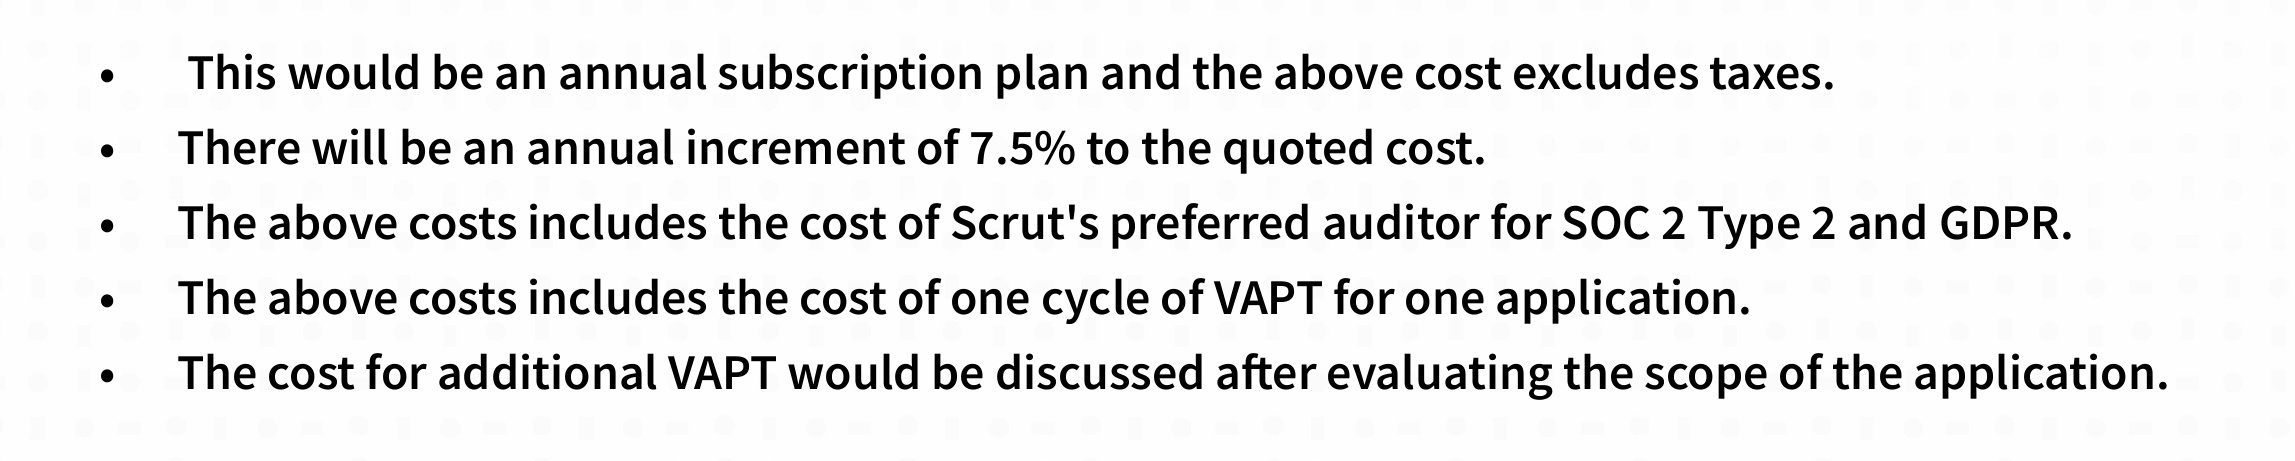 • This would be an annual subscription plan and the above cost excludes taxes.
• There will be an annual increment of 7.5% to the quoted cost.
• The above costs includes the cost of Scrut's preferred auditor for SOC 2 Type 2 and GDPR.
• The above costs includes the cost of one cycle of VAPT for one application.
• The cost for additional VAPT would be discussed after evaluating the scope of the application.